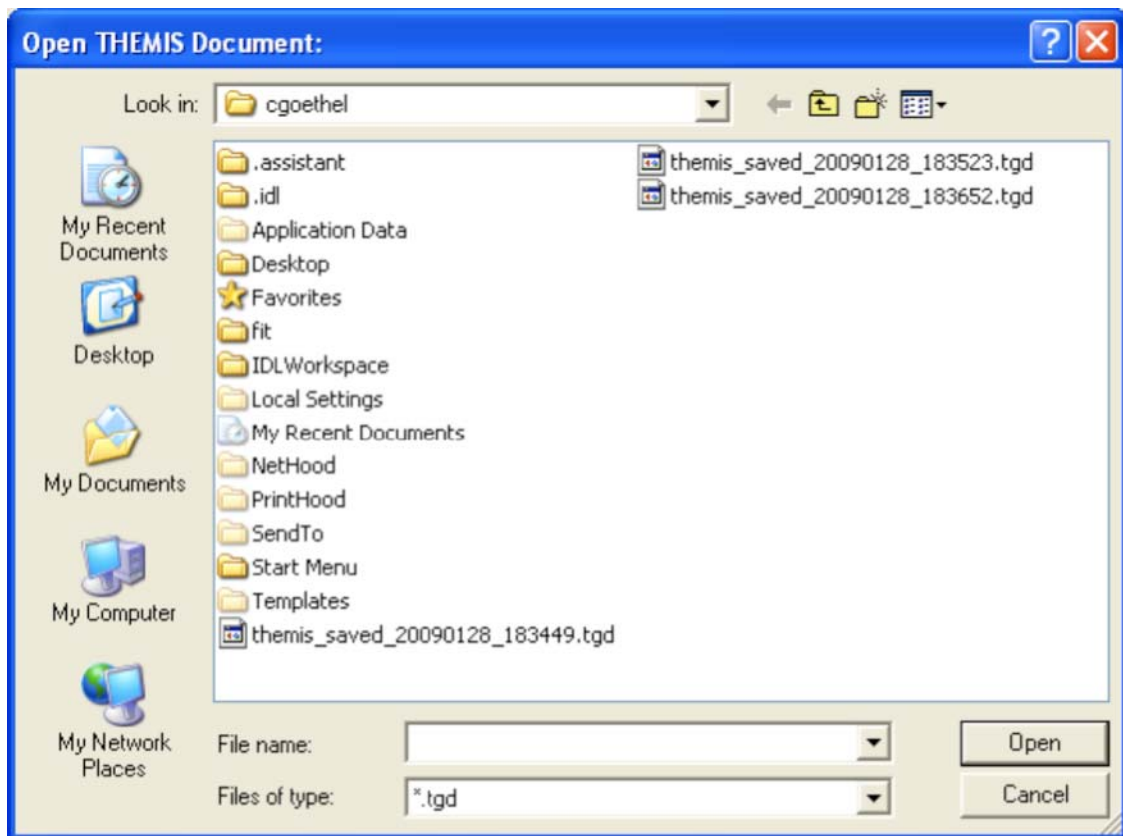 Open THEMIS Document:
Look in: cgoethel
My Recent
Documents
Desktop
My Documents
My Computer
My Network
Places
.assistant
.idl
Application Data
Desktop
Favorites
fit
IDLWorkspace
Local Settings
My Recent Documents
NetHood
PrintHood
SendTo
Start Menu
Templates
themis_saved_20090128_183449.tgd
themis_saved_20090128_183523.tgd
themis_saved_20090128_183652.tgd
File name:
Open
Files of type: *.tgd
Cancel